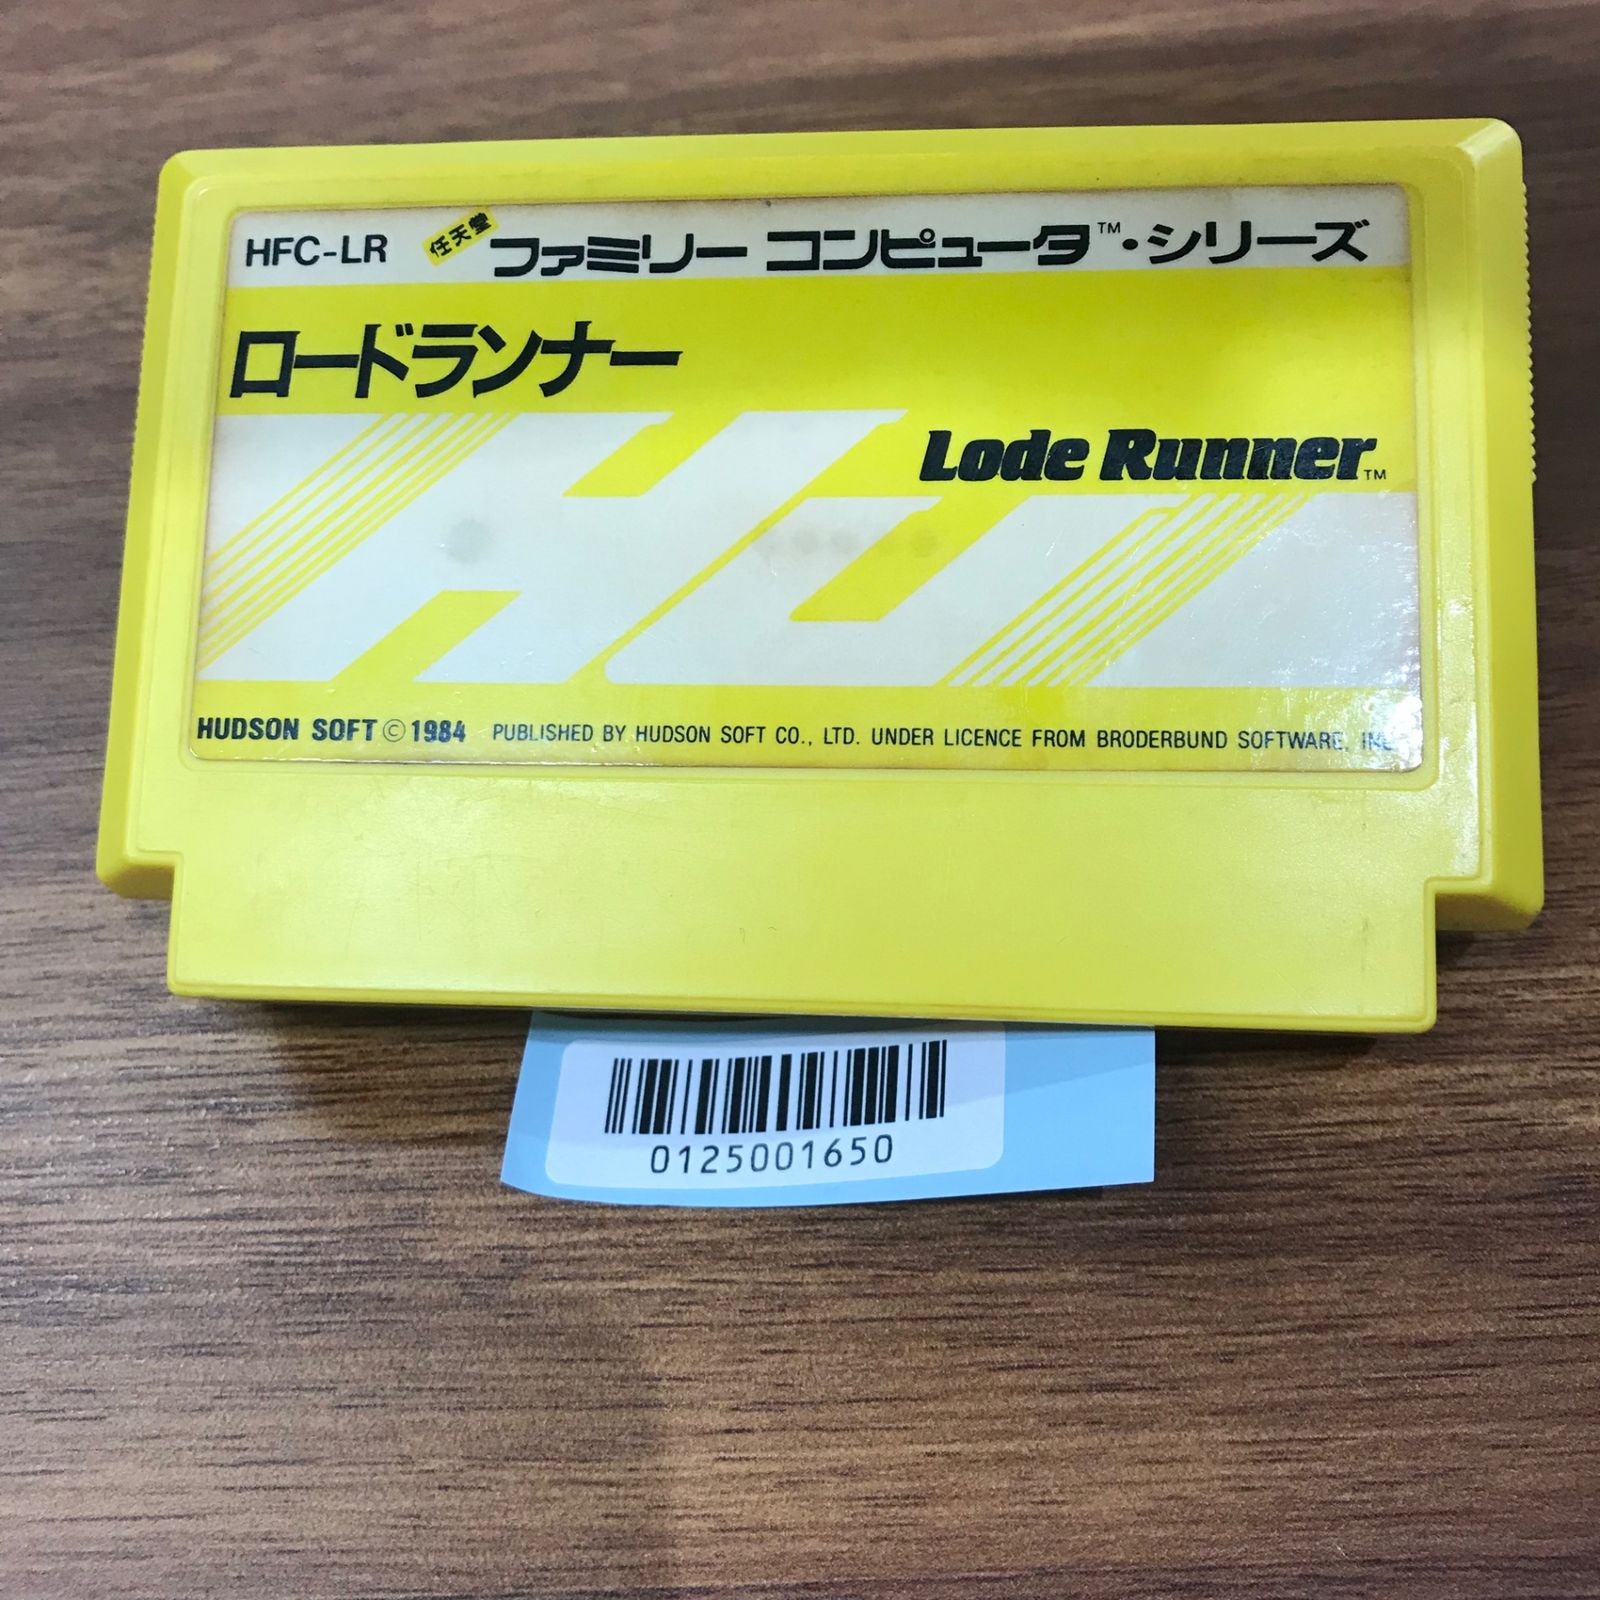 HFC-LR 任天堂 ファミリー コンピュータ™・シリーズ
ロードランナー
Lode Runner™
HU
HUDSON SOFT © 1984 PUBLISHED BY HUDSON SOFT CO., LTD. UNDER LICENCE FROM BRODERBUND SOFTWARE, INC.
0125001650